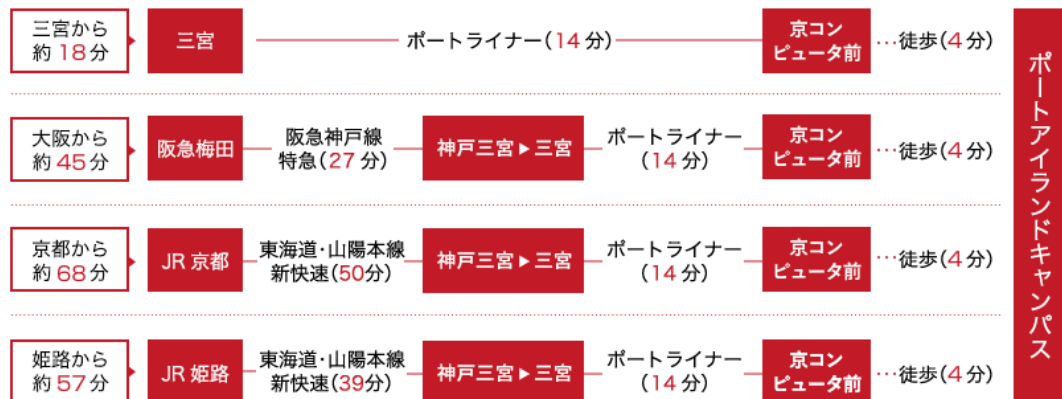 三宮から
約18分
三宮
ポートライナー(14分)
京コン
ピュータ前
…徒歩(4分)
大阪から
約45分
阪急梅田
阪急神戸線
特急(27分)
神戸三宮▶三宮
ポートライナー
(14分)
京コン
ピュータ前
…徒歩(4分)
京都から
約68分
JR京都
東海道・山陽本線
新快速(50分)
神戸三宮▶三宮
ポートライナー
(14分)
京コン
ピュータ前
…徒歩(4分)
姫路から
約57分
JR姫路
東海道・山陽本線
新快速(39分)
神戸三宮▶三宮
ポートライナー
(14分)
京コン
ピュータ前
…徒歩(4分)
ポートアイランドキャンパス